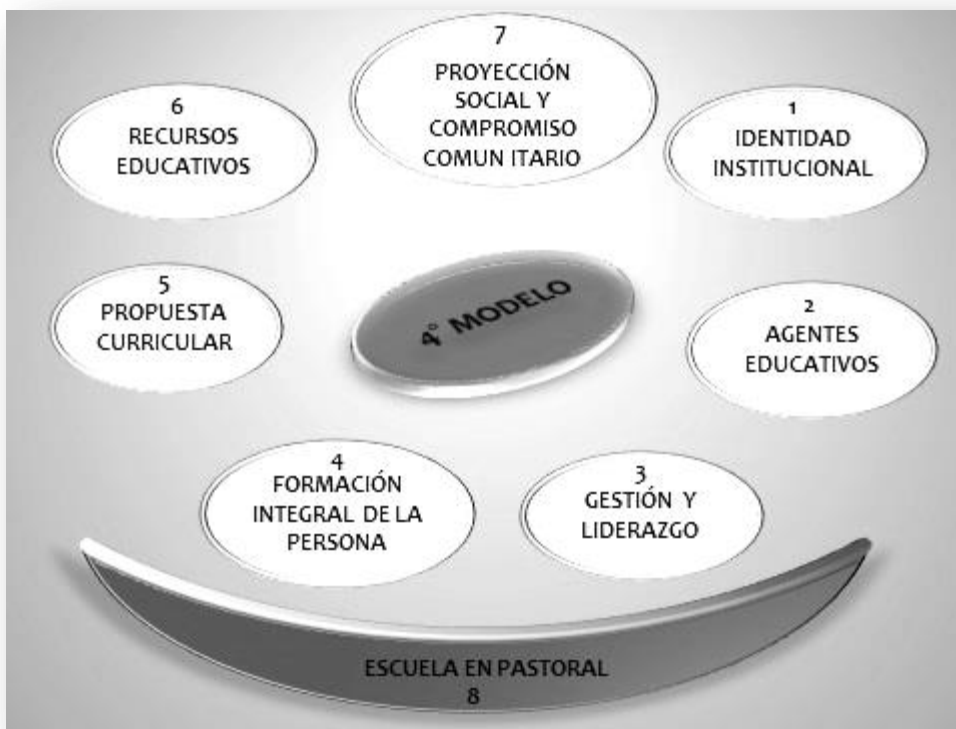 7
PROYECCIÓN
SOCIAL Y
COMPROMISO
COMUN ITARIO
6
RECURSOS
EDUCATIVOS
1
IDENTIDAD
INSTITUCIONAL
5
PROPUESTA
CURRICULAR
4° MODELO
2
AGENTES
EDUCATIVOS
4
FORMACIÓN
INTEGRAL DE LA
PERSONA
3
GESTIÓN Y
LIDERAZGO
ESCUELA EN PASTORAL
8